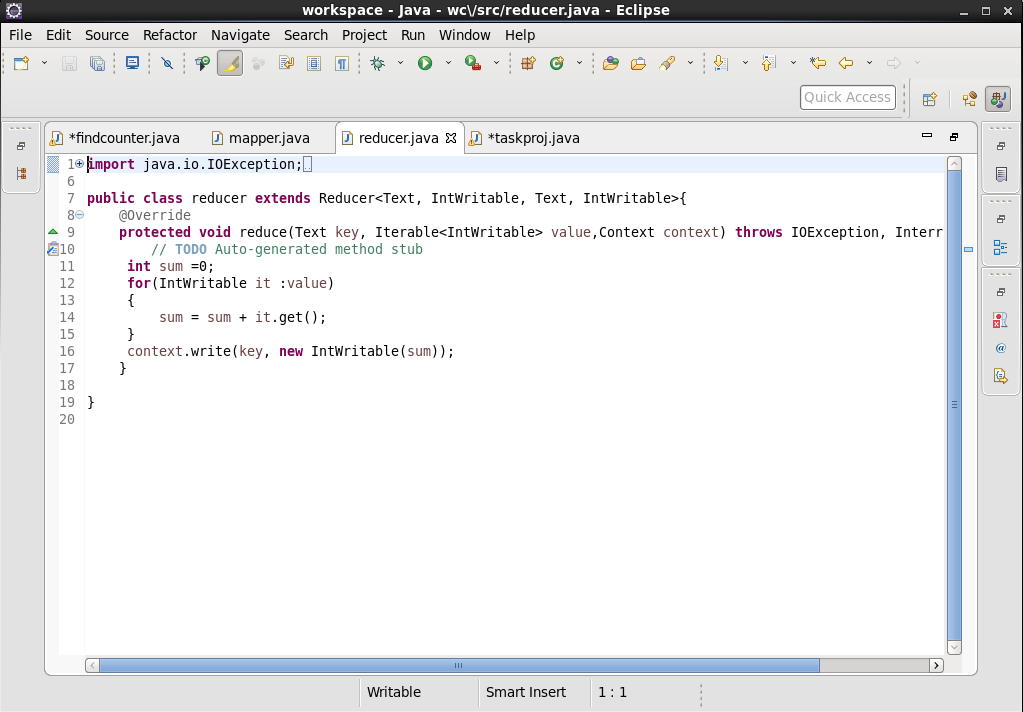 workspace - Java - wc\/src/reducer.java - Eclipse
File Edit Source Refactor Navigate Search Project Run Window Help
Quick Access
*findcounter.java mapper.java reducer.java *taskproj.java
1 import java.io.IOException;
6
7 public class reducer extends Reducer<Text, IntWritable, Text, IntWritable>{
8 @Override
9 protected void reduce(Text key, Iterable<IntWritable> value,Context context) throws IOException, Interr
10 // TODO Auto-generated method stub
11 int sum =0;
12 for(IntWritable it :value)
13 {
14 sum = sum + it.get();
15 }
16 context.write(key, new IntWritable(sum));
17 }
18
19 }
20
Writable Smart Insert 1 : 1